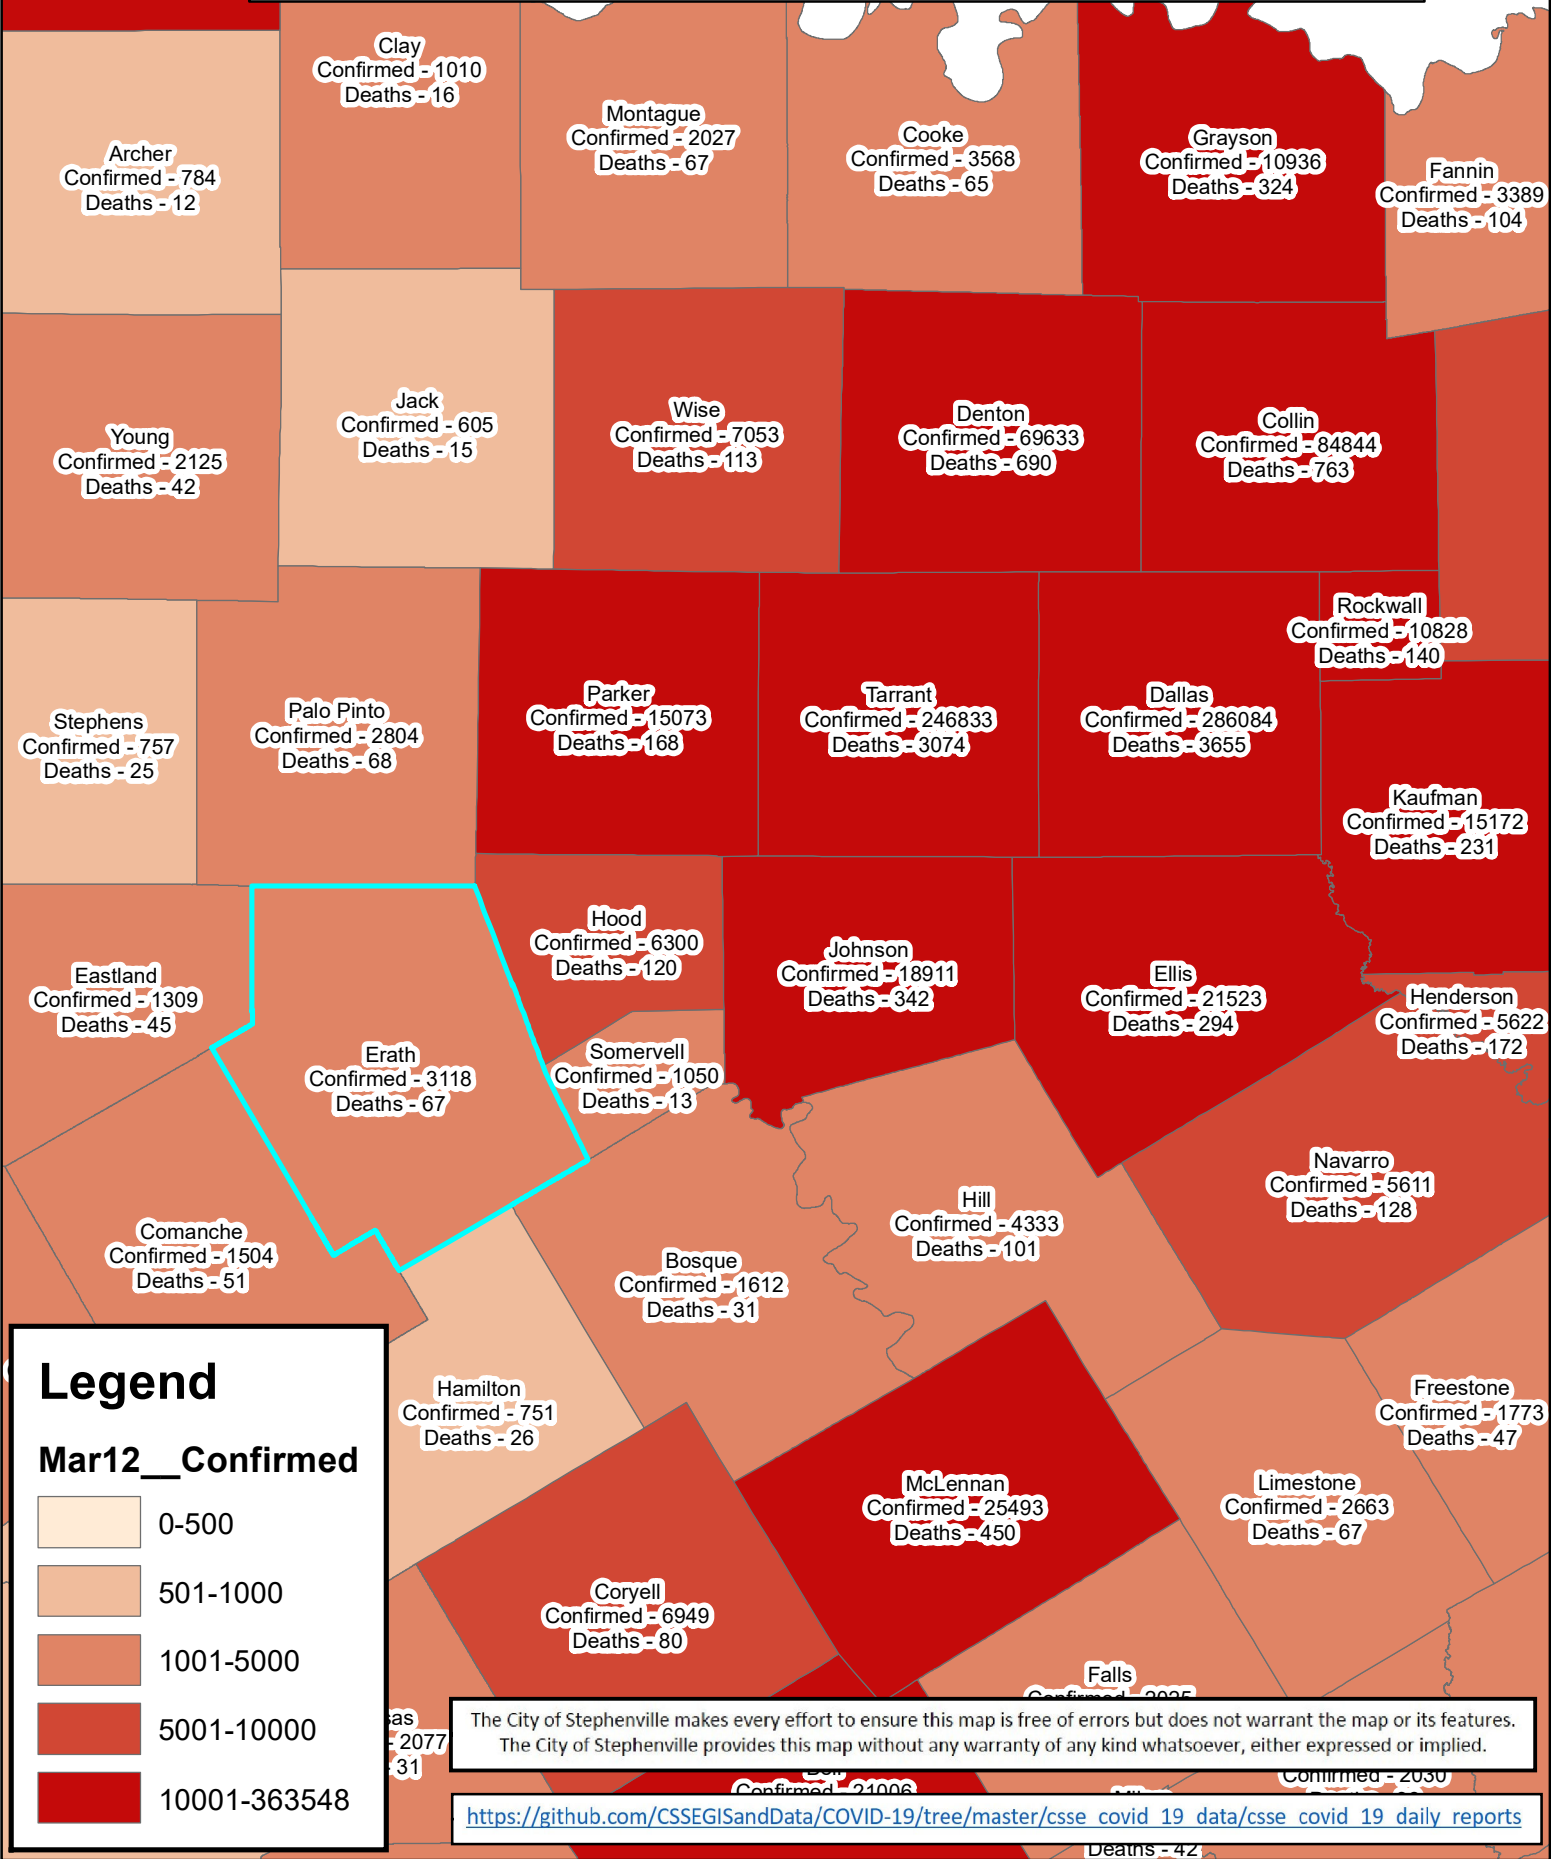 Clay
Confirmed - 1010
Deaths - 16
Montague
Confirmed - 2027
Deaths - 67
Cooke
Confirmed - 3568
Deaths - 65
Grayson
Confirmed - 10936
Deaths - 324
Fannin
Confirmed - 3389
Deaths - 104
Archer
Confirmed - 784
Deaths - 12
Young
Confirmed - 2125
Deaths - 42
Jack
Confirmed - 605
Deaths - 15
Wise
Confirmed - 7053
Deaths - 113
Denton
Confirmed - 69633
Deaths - 690
Collin
Confirmed - 84844
Deaths - 763
Rockwall
Confirmed - 10828
Deaths - 140
Stephens
Confirmed - 757
Deaths - 25
Palo Pinto
Confirmed - 2804
Deaths - 68
Parker
Confirmed - 15073
Deaths - 168
Tarrant
Confirmed - 246833
Deaths - 3074
Dallas
Confirmed - 286084
Deaths - 3655
Kaufman
Confirmed - 15172
Deaths - 231
Eastland
Confirmed - 1309
Deaths - 45
Erath
Confirmed - 3118
Deaths - 67
Hood
Confirmed - 6300
Deaths - 120
Somervell
Confirmed - 1050
Deaths - 13
Johnson
Confirmed - 18911
Deaths - 342
Ellis
Confirmed - 21523
Deaths - 294
Henderson
Confirmed - 5622
Deaths - 172
Navarro
Confirmed - 5611
Deaths - 128
Comanche
Confirmed - 1504
Deaths - 51
Bosque
Confirmed - 1612
Deaths - 31
Hill
Confirmed - 4333
Deaths - 101
Hamilton
Confirmed - 751
Deaths - 26
Freestone
Confirmed - 1773
Deaths - 47
McLennan
Confirmed - 25493
Deaths - 450
Limestone
Confirmed - 2663
Deaths - 67
Coryell
Confirmed - 6949
Deaths - 80
Falls
sas
- 2077
- 31
Confirmed - 21006
Confirmed - 2030
Deaths - 42
Legend
Mar12__Confirmed
0-500
501-1000
1001-5000
5001-10000
10001-363548
The City of Stephenville makes every effort to ensure this map is free of errors but does not warrant the map or its features.
The City of Stephenville provides this map without any warranty of any kind whatsoever, either expressed or implied.
https://github.com/CSSEGISandData/COVID-19/tree/master/csse_covid_19_data/csse_covid_19_daily_reports